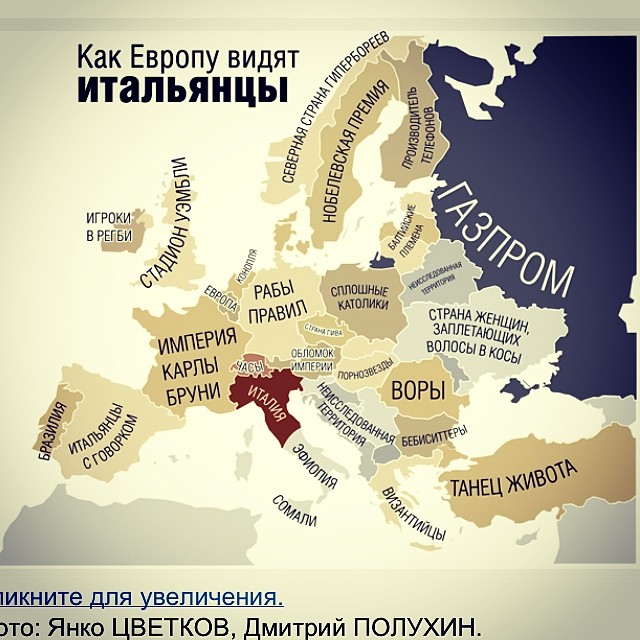 Как Европу видят
итальянцы
СЕВЕРНАЯ СТРАНА ГИПЕРБОРЕЕВ
НОБЕЛЕВСКАЯ ПРЕМИЯ
ПРОИЗВОДИТЕЛЬ
ТЕЛЕФОНОВ
ГАЗПРОМ
БАЛТИЙСКИЕ
ПЛЕМЕНА
ИГРОКИ
В РЕГБИ
СТАДИОН УЭМБЛИ
КОНОПЛЯ
ЕВРОПА
РАБЫ
ПРАВИЛ
СПЛОШНЫЕ
КАТОЛИКИ
НЕИССЛЕДОВАННАЯ
ТЕРРИТОРИЯ
СТРАНА ЖЕНЩИН,
ЗАПЛЕТАЮЩИХ
ВОЛОСЫ В КОСЫ
СТРАНА ПИВА
ИМПЕРИЯ
КАРЛЫ
БРУНИ
ЧАСЫ
ОБЛОМОК
ИМПЕРИИ
ПОРНОЗВЕЗДЫ
ВОРЫ
ИТАЛИЯ
НЕИССЛЕДОВАННАЯ
ТЕРРИТОРИЯ
БЕБИСИТТЕРЫ
БРАЗИЛИЯ
ИТАЛЬЯНЦЫ
С ГОВОРКОМ
ЭФИОПИЯ
СОМАЛИ
ВИЗАНТИЙЦЫ
ТАНЕЦ ЖИВОТА
ликните для увеличения.
ото: Янко ЦВЕТКОВ, Дмитрий ПОЛУХИН.